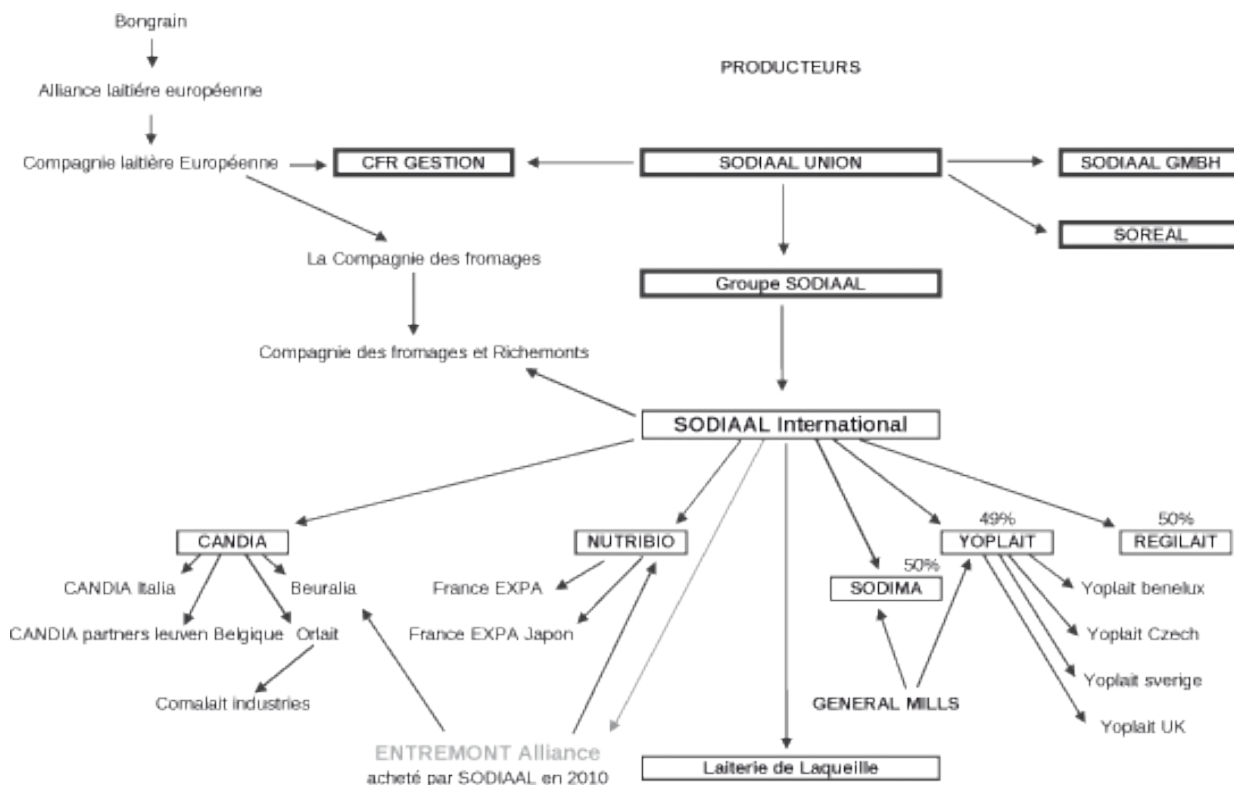 Bongrain
PRODUCTEURS
Alliance laitiére européenne
Compagnie laitière Européenne
CFR GESTION
SODIAAL UNION
SODIAAL GMBH
SOREAL
La Compagnie des fromages
Groupe SODIAAL
Compagnie des fromages et Richemonts
SODIAAL International
CANDIA
NUTRIBIO
49%
YOPLAIT
50%
REGILAIT
50%
SODIMA
CANDIA Italia
Beuralia
France EXPA
Yoplait benelux
CANDIA partners leuven Belgique
Orlait
France EXPA Japon
Yoplait Czech
Yoplait sverige
Comalait industries
GENERAL MILLS
Yoplait UK
ENTREMONT Alliance
acheté par SODIAAL en 2010
Laiterie de Laqueille